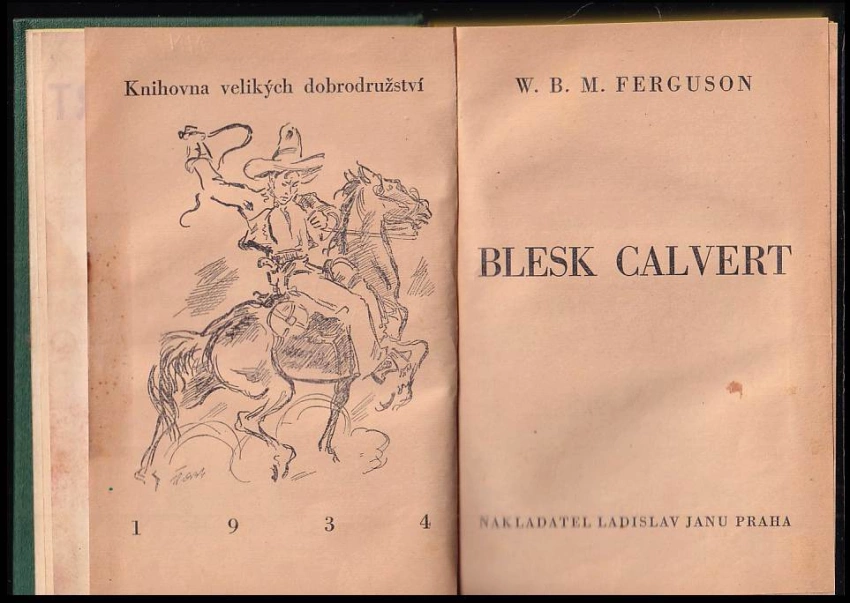 Knihovna velikých dobrodružství
1 9 3 4
W. B. M. FERGUSON
BLESK CALVERT
NAKLADATEL LADISLAV JANU PRAHA